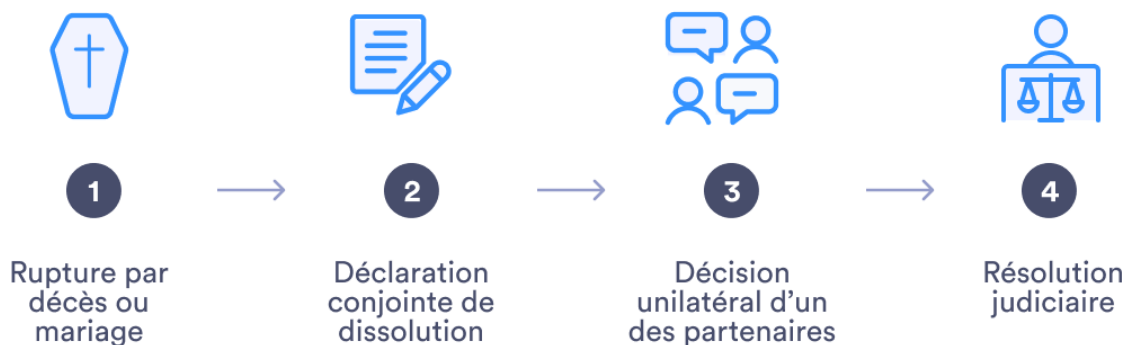 1
2
3
4
Rupture par
décès ou
mariage
Déclaration
conjointe de
dissolution
Décision
unilatéral d'un
des partenaires
Résolution
judiciaire